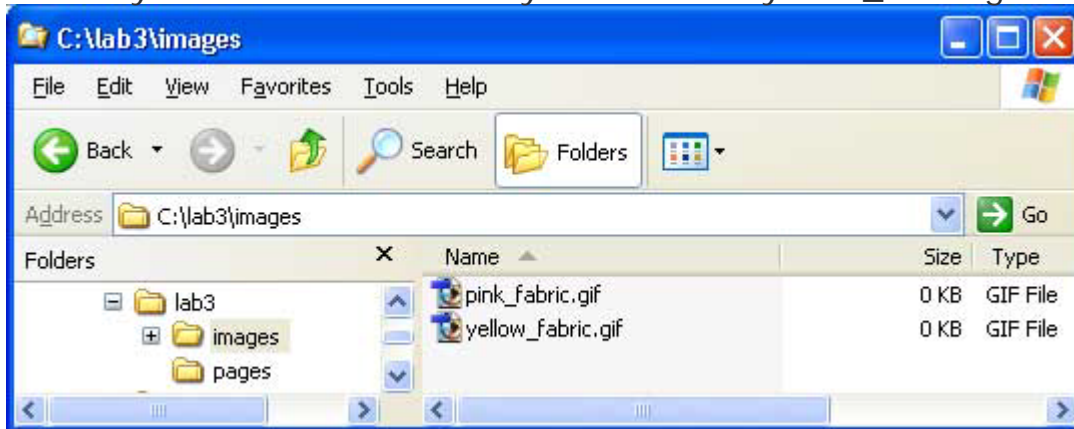 C:\lab3\images
File Edit View Favorites Tools Help
Back Search Folders
Address C:\lab3\images Go
Folders Name Size Type
lab3 pink_fabric.gif 0 KB GIF File
images yellow_fabric.gif 0 KB GIF File
pages